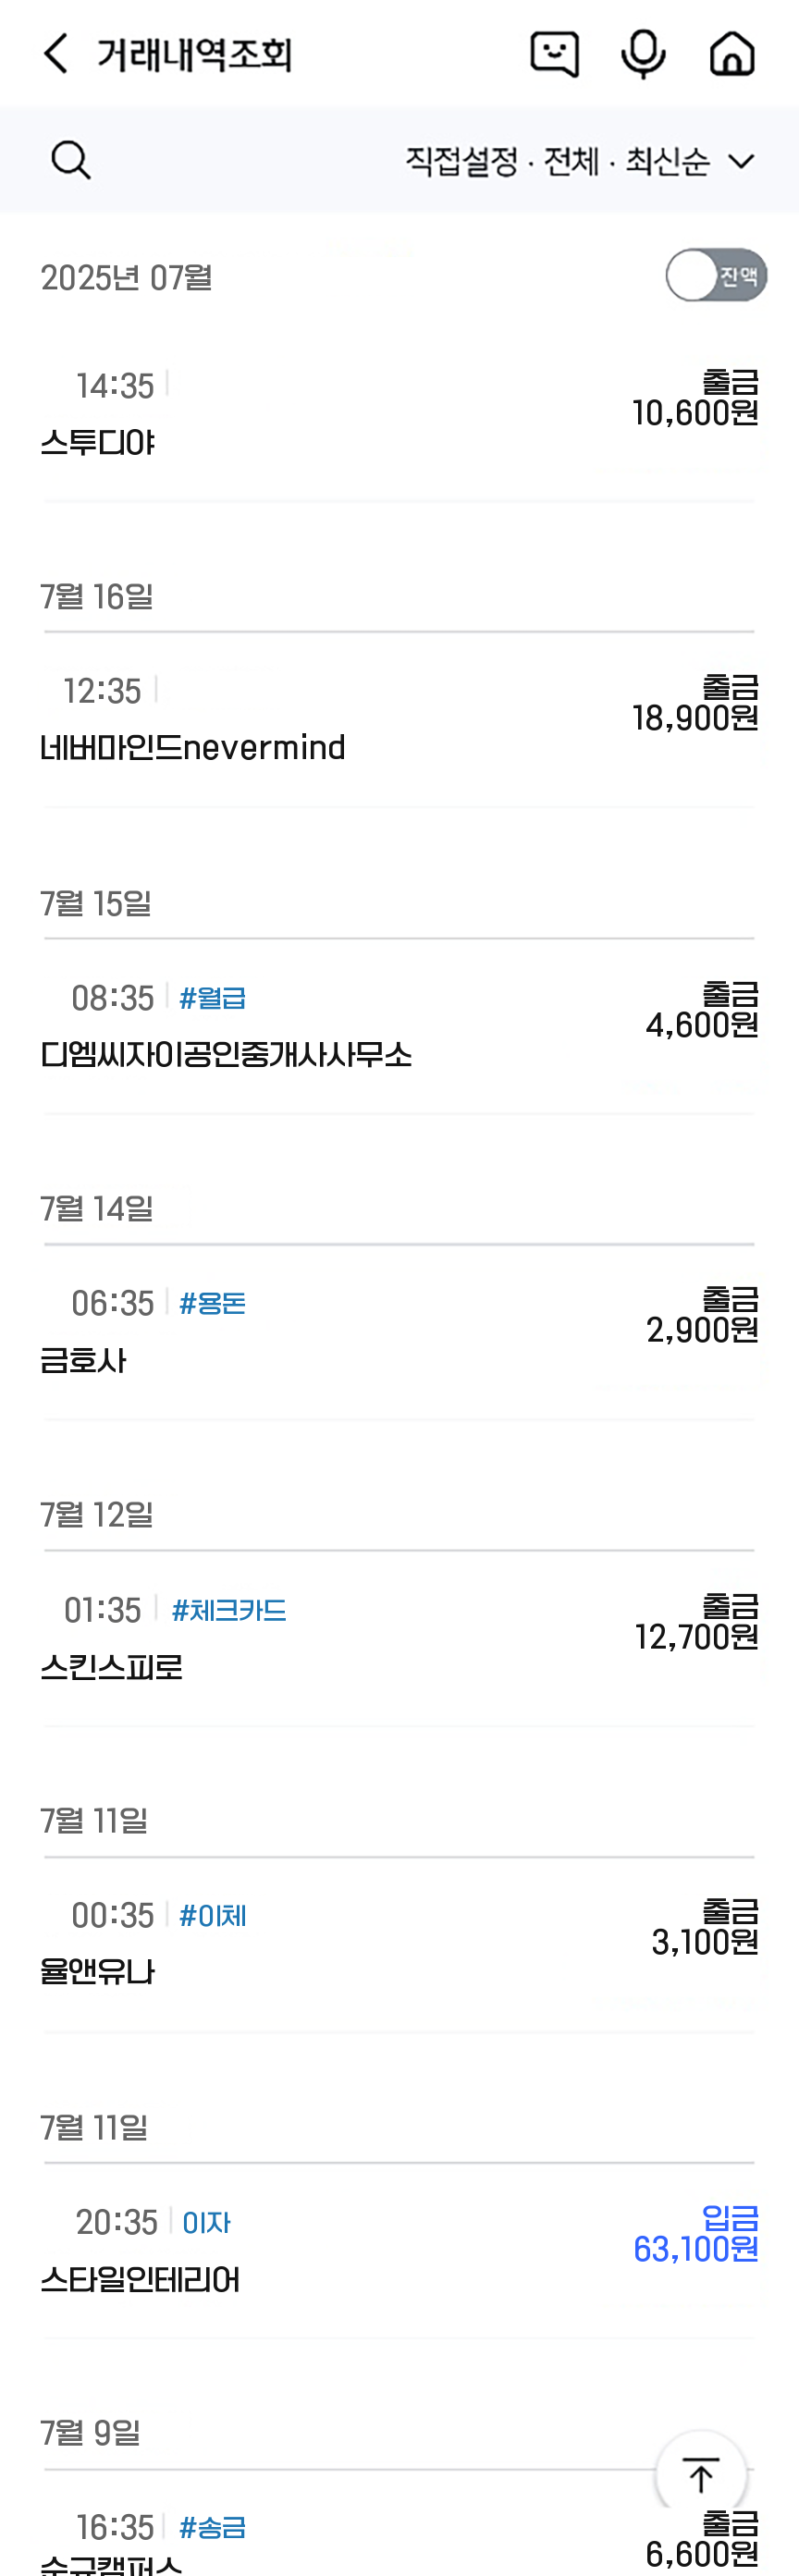 거래내역조회
직접설정 · 전체 · 최신순
2025년 07월
잔액
14:35
출금
10,600원
스투디야
7월 16일
12:35
출금
18,900원
네버마인드nevermind
7월 15일
08:35 #월급
출금
4,600원
디엠씨자이공인중개사사무소
7월 14일
06:35 #용돈
출금
2,900원
금호사
7월 12일
01:35 #체크카드
출금
12,700원
스킨스피로
7월 11일
00:35 #이체
출금
3,100원
율앤유나
7월 11일
20:35 이자
입금
63,100원
스타일인테리어
7월 9일
16:35 #송금
출금
6,600원